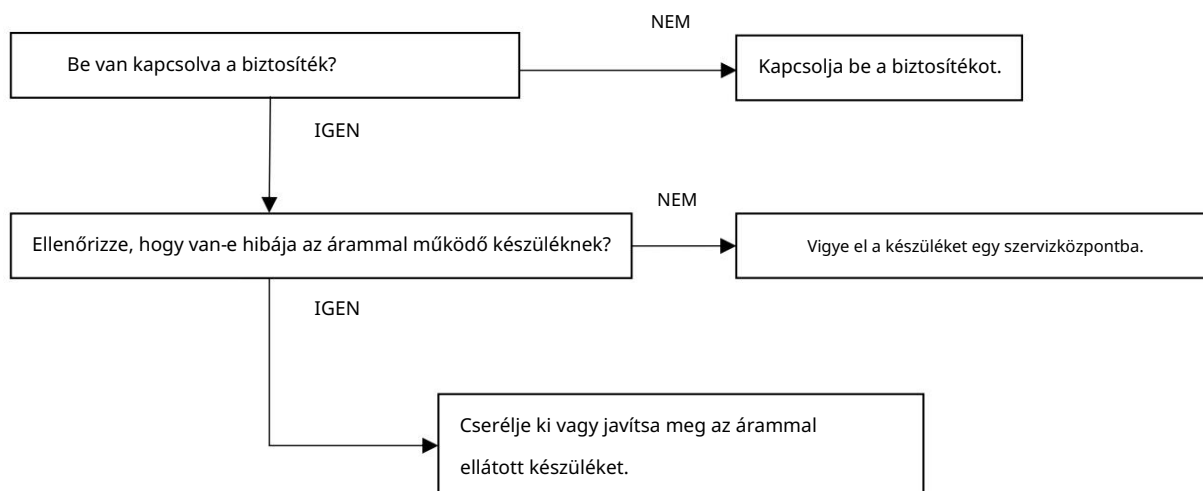 NEM
Be van kapcsolva a biztosíték?
Kapcsolja be a biztosítékot.
IGEN
NEM
Ellenőrizze, hogy van-e hibája az árammal működő készüléknek?
Vigye el a készüléket egy szervizközpontba.
IGEN
Cserélje ki vagy javítsa meg az árammal
ellátott készüléket.